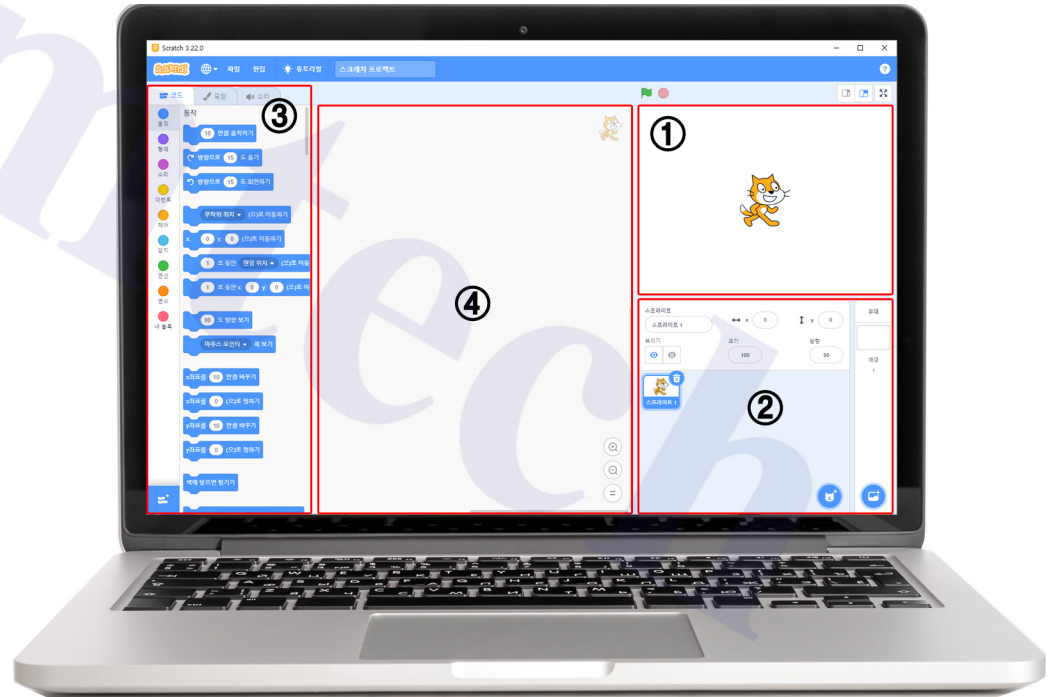 Scratch 3.22.0
SCRATCH 파일 편집 튜토리얼 스크래치 프로젝트
코드 모양 소리
동작
형태
소리
이벤트
제어
감지
연산
변수
내 블록
동작
10 만큼 움직이기
방향으로 15 도 돌기
방향으로 15 도 회전하기
무작위 위치 (으)로 이동하기
x: 0 y: 0 (으)로 이동하기
1 초 동안 랜덤 위치 (으)로 이동
1 초 동안 x: 0 y: 0 (으)로 이
90 도 방향 보기
마우스 포인터 쪽 보기
x좌표를 10 만큼 바꾸기
x좌표를 0 (으)로 정하기
y좌표를 10 만큼 바꾸기
y좌표를 0 (으)로 정하기
벽에 닿으면 튕기기
③
④
①
스프라이트
스프라이트 1
x 0
y 0
보이기
크기
100
방향
90
스프라이트 1
②
무대
배경
1
ntech